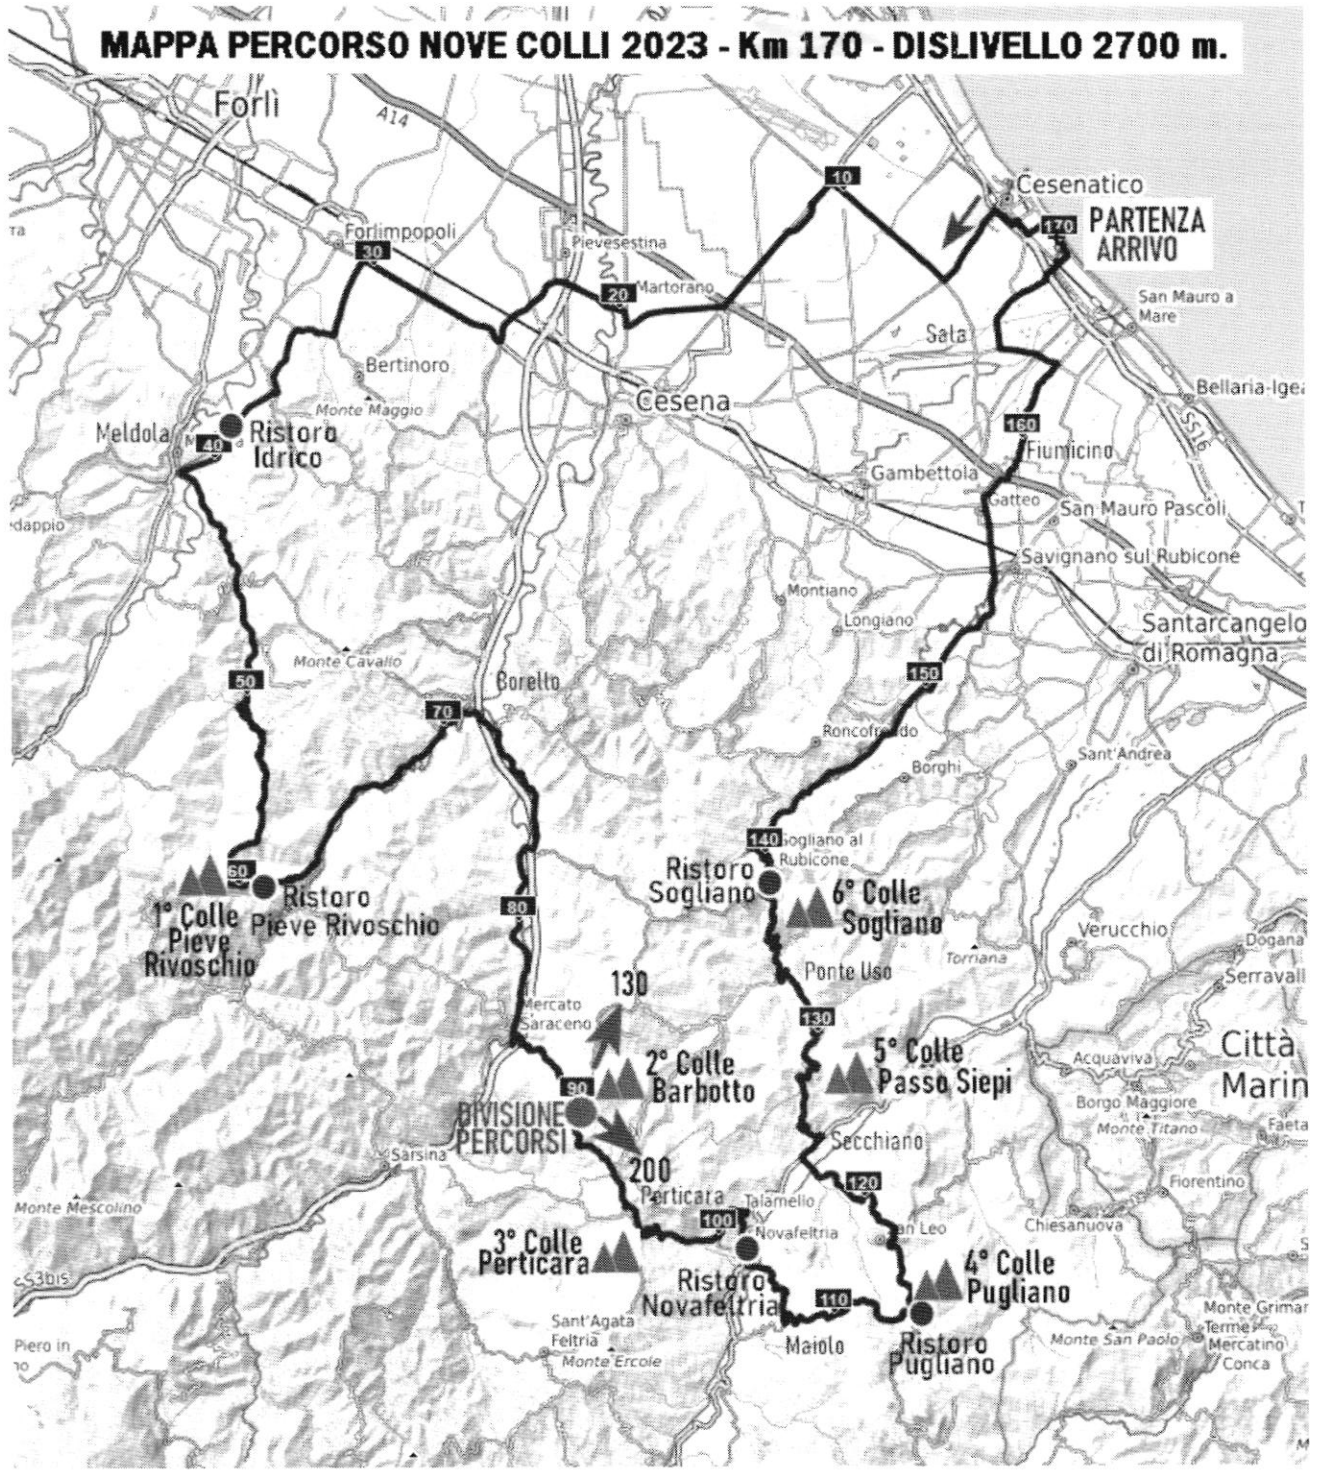 MAPPA PERCORSO NOVE COLLI 2023 - Km 170 - DISLIVELLO 2700 m.
Forlì
A14
10
Cesenatico
170
PARTENZA
ARRIVO
Forlimpopoli
30
Pievesestina
20
Martorano
San Mauro a
Mare
Sala
Bertinoro
Bellaria-Igea
Monte Maggio
Cesena
SS16
Meldola
40
Ristoro
Idrico
160
Fiumicino
Gambettola
Gatteo
San Mauro Pascoli
edappio
Savignano sul Rubicone
Montiano
Longiano
Santarcangelo
di Romagna
Monte Cavallo
50
Borello
150
70
Roncofreddo
Sant'Andrea
Borghi
140
Sogliano al
Rubicone
60
Ristoro
Pieve Rivoschio
1° Colle
Pieve
Rivoschio
Ristoro
Sogliano
6° Colle
Sogliano
80
Verucchio
Dogana
Torriana
Serravall
Ponte Uso
130
Mercato
Saraceno
130
5° Colle
Passo Siepi
Acquaviva
Città
Marin
90
2° Colle
Barbotto
DIVISIONE
PERCORSI
Borgo Maggiore
Monte Titano
Faeta
Secchiano
Sarsina
200
Perticara
120
Fiorentino
Monte Mescolino
Talamello
100
Novafeltria
San Leo
Chiesanuova
3° Colle
Perticara
4° Colle
Pugliano
SS3bis
Ristoro
Novafeltria
110
Monte Grimar
Terme
Mercatino
Conca
Sant'Agata
Feltria
Monte Ercole
Maiolo
Ristoro
Pugliano
Monte San Paolo
Piero in